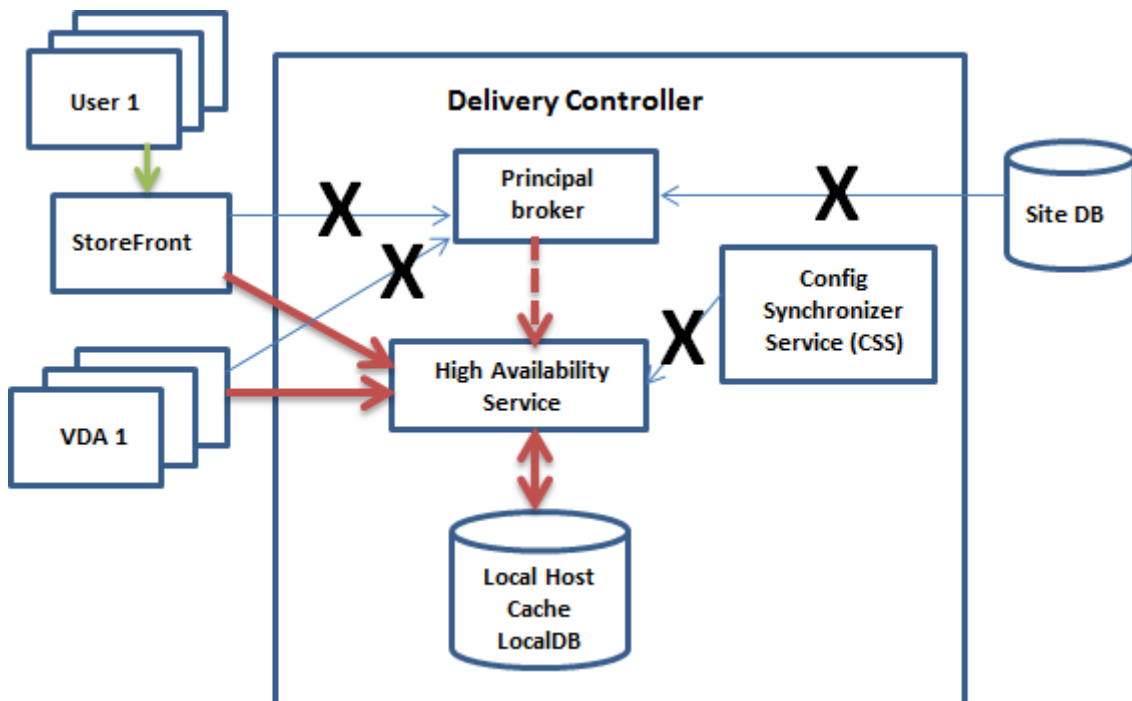 User 1
Delivery Controller
Principal
broker
X
X
StoreFront
Site DB
X
Config
Synchronizer
Service (CSS)
X
High Availability
Service
VDA 1
Local Host
Cache
LocalDB